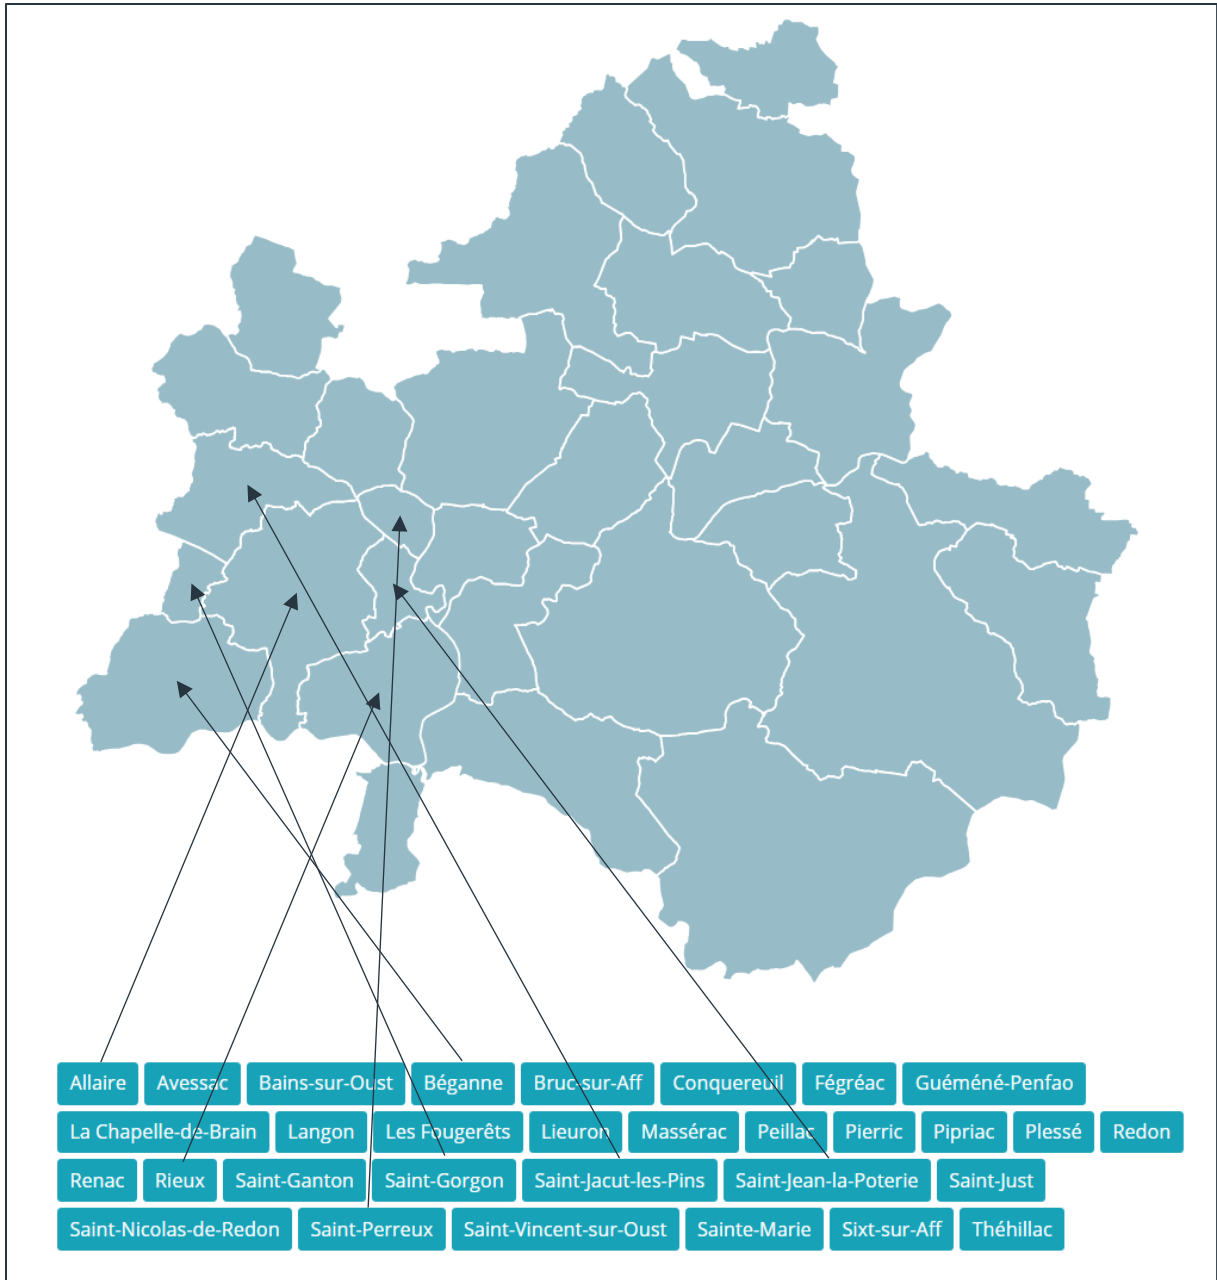 Allaire Avessac Bains-sur-Oust Béganne Bruc-sur-Aff Conquereuil Fégréac Guéméné-Penfao
La Chapelle-de-Brain Langon Les Fougerêts Lieuron Massérac Peillac Pierric Pipriac Plessé Redon
Renac Rieux Saint-Ganton Saint-Gorgon Saint-Jacut-les-Pins Saint-Jean-la-Poterie Saint-Just
Saint-Nicolas-de-Redon Saint-Perreux Saint-Vincent-sur-Oust Sainte-Marie Sixt-sur-Aff Théhillac